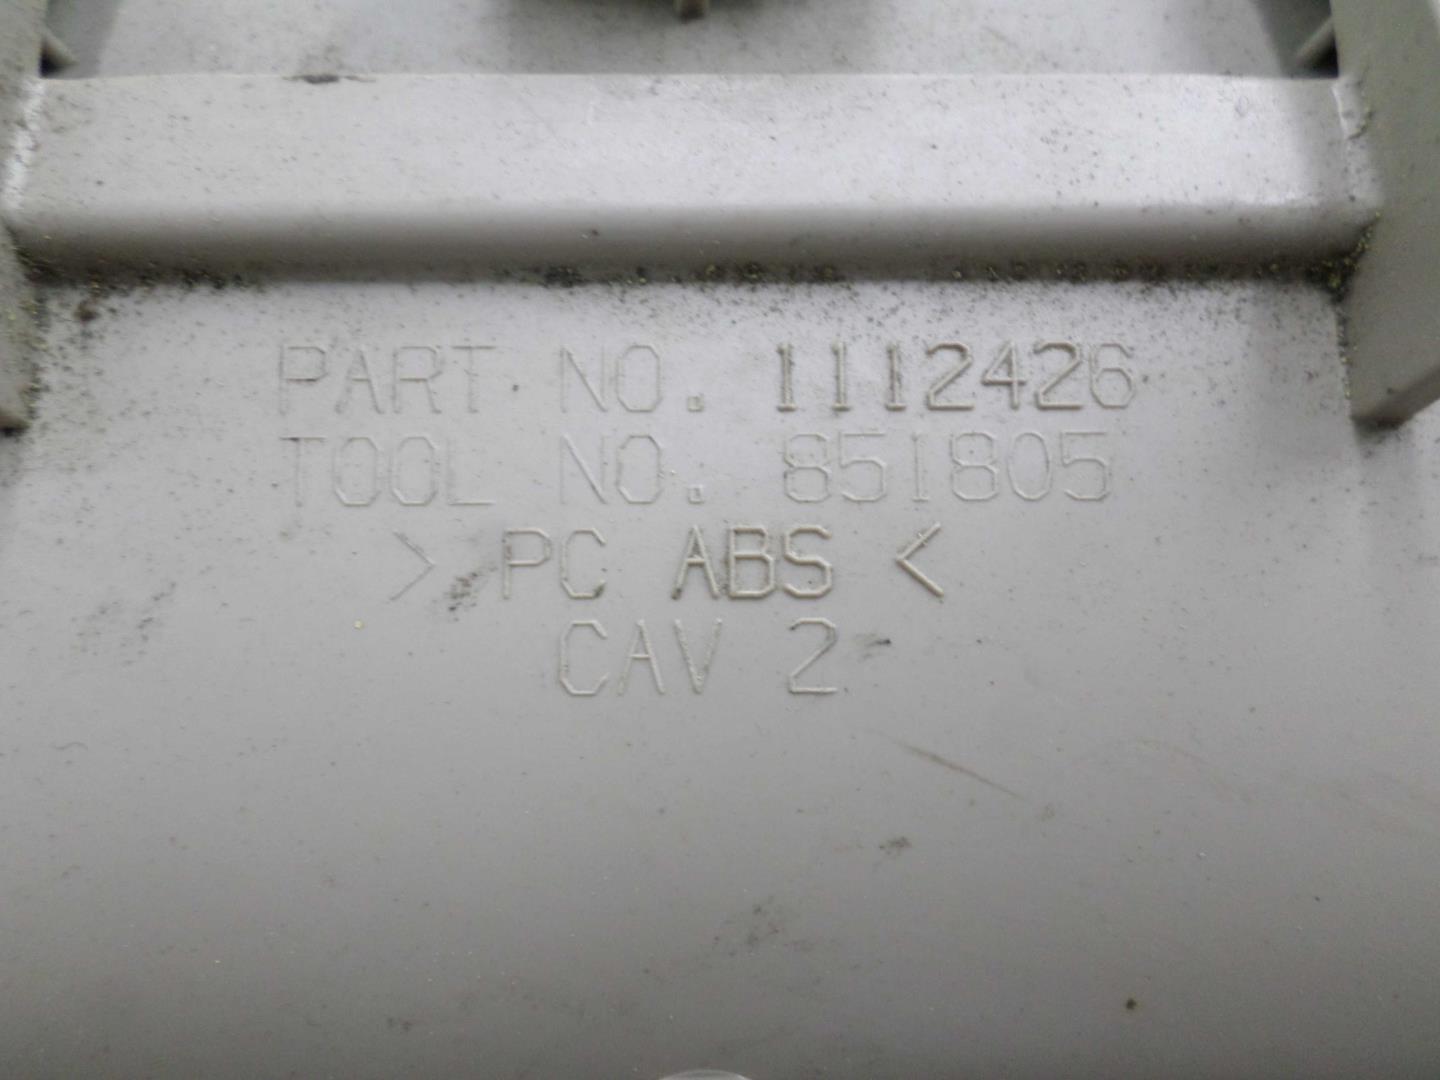 PART NO. 1112426
TOOL NO. 851805
> PC ABS <
CAV 2